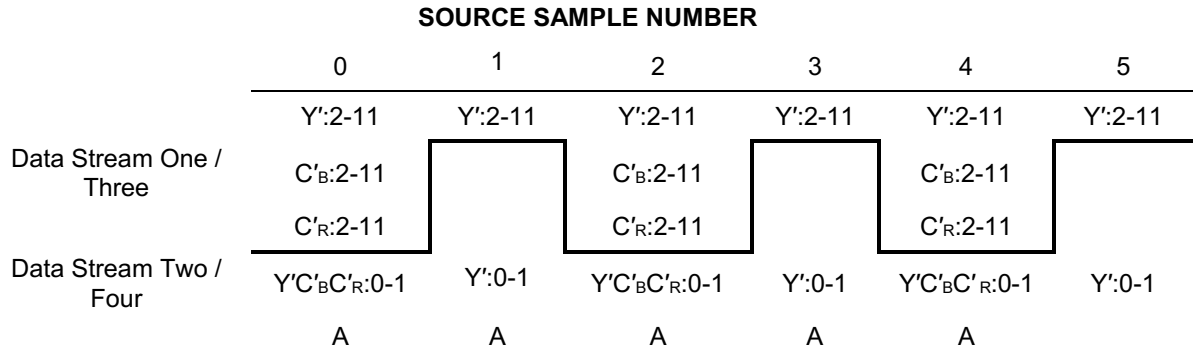 SOURCE SAMPLE NUMBER
0 1 2 3 4 5
Y′:2-11 Y′:2-11 Y′:2-11 Y′:2-11 Y′:2-11 Y′:2-11
Data Stream One /
Three
C′B:2-11 C′B:2-11 C′B:2-11
C′R:2-11 C′R:2-11 C′R:2-11
Data Stream Two /
Four
Y′C′BC′R:0-1 Y′:0-1 Y′C′BC′R:0-1 Y′:0-1 Y′C′BC′R:0-1 Y′:0-1
A A A A A